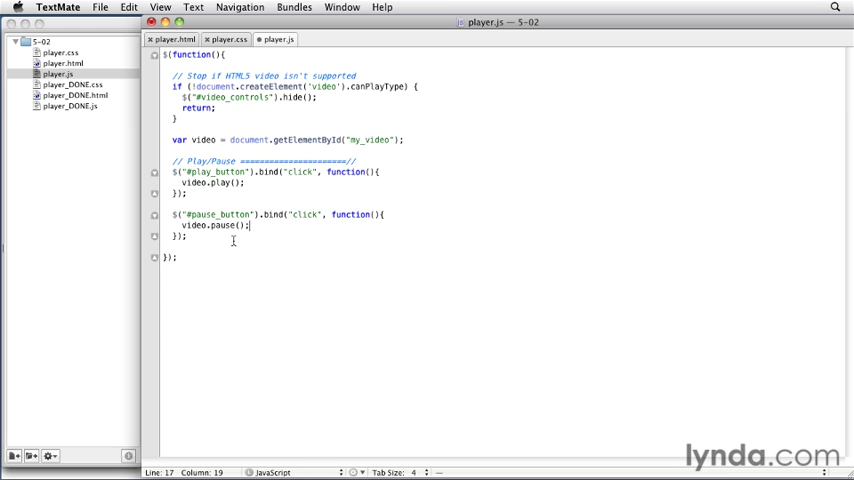 TextMate File Edit View Text Navigation Bundles Window Help
player.js — 5-02
player.html player.css player.js
5-02
player.css
player.html
player.js
player_DONE.css
player_DONE.html
player_DONE.js
$(function(){
// Stop if HTML5 video isn't supported
if (!document.createElement('video').canPlayType) {
$("#video_controls").hide();
return;
}
var video = document.getElementById("my_video");
// Play/Pause ======================//
$("#play_button").bind("click", function(){
video.play();
});
$("#pause_button").bind("click", function(){
video.pause();
});
});
Line: 17 Column: 19 JavaScript Tab Size: 4 —
lynda.com